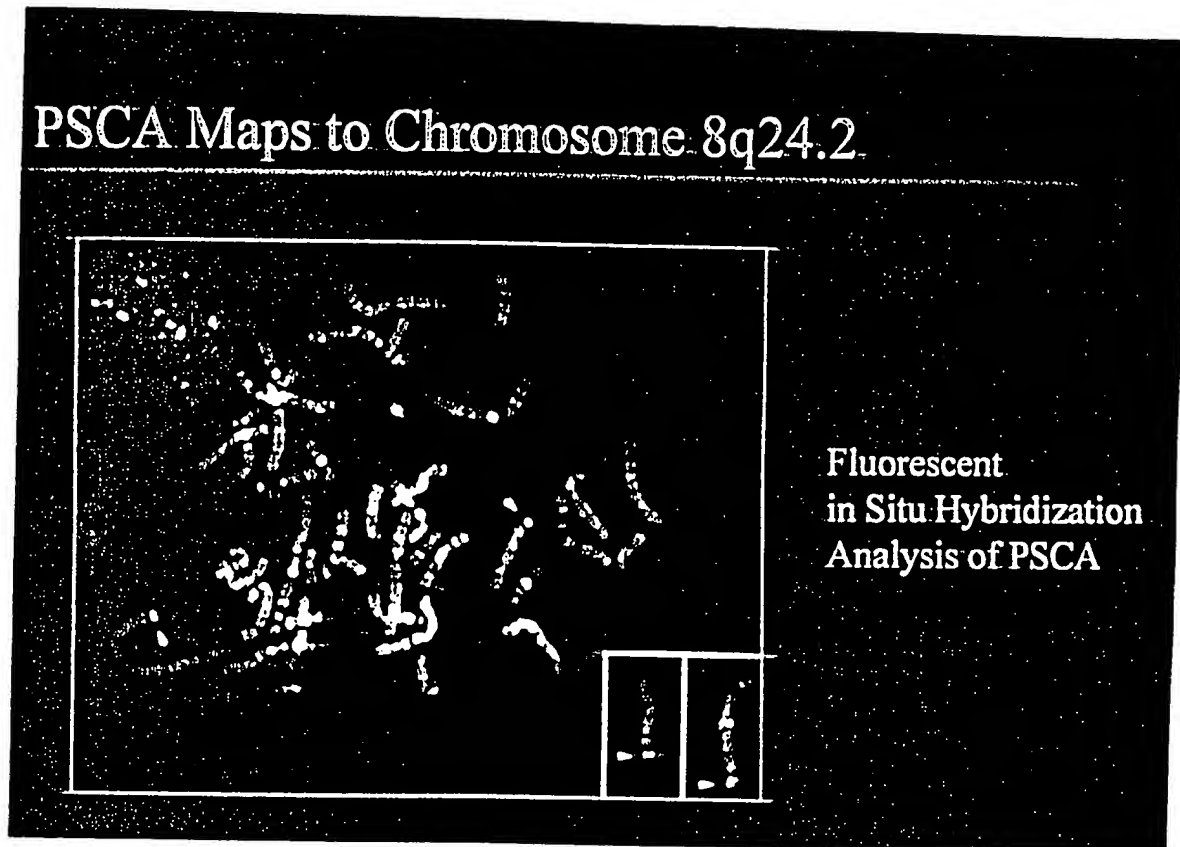 PSCA Maps to Chromosome 8q24.2
Fluorescent
in Situ Hybridization
Analysis of PSCA